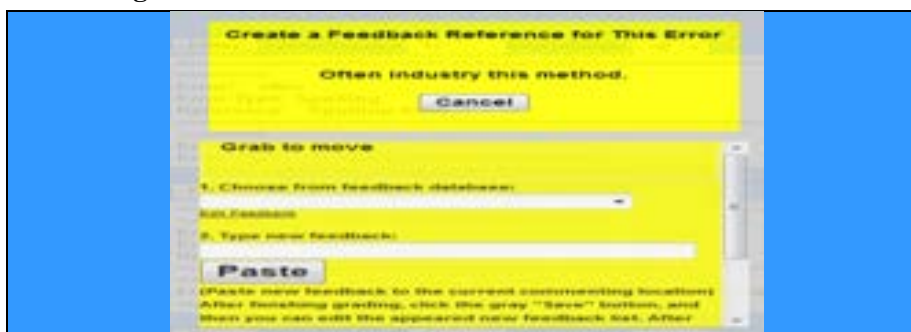 Create a Feedback Reference for This Error
Often industry this method.
Cancel
Grab to move
1. Choose from feedback database:
Edit Feedback
2. Type new feedback:
Paste
(Paste new feedback to the current commenting location)
After finishing grading, click the gray "Save" button, and
then you can edit the appeared new feedback list. After